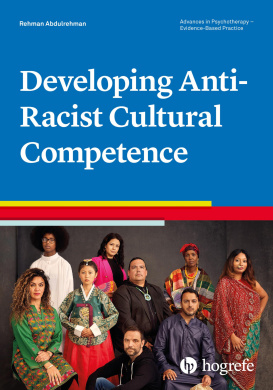 Rehman Abdulrehman
Advances in Psychotherapy –
Evidence-Based Practice
Developing Anti-
Racist Cultural
Competence
hogrefe